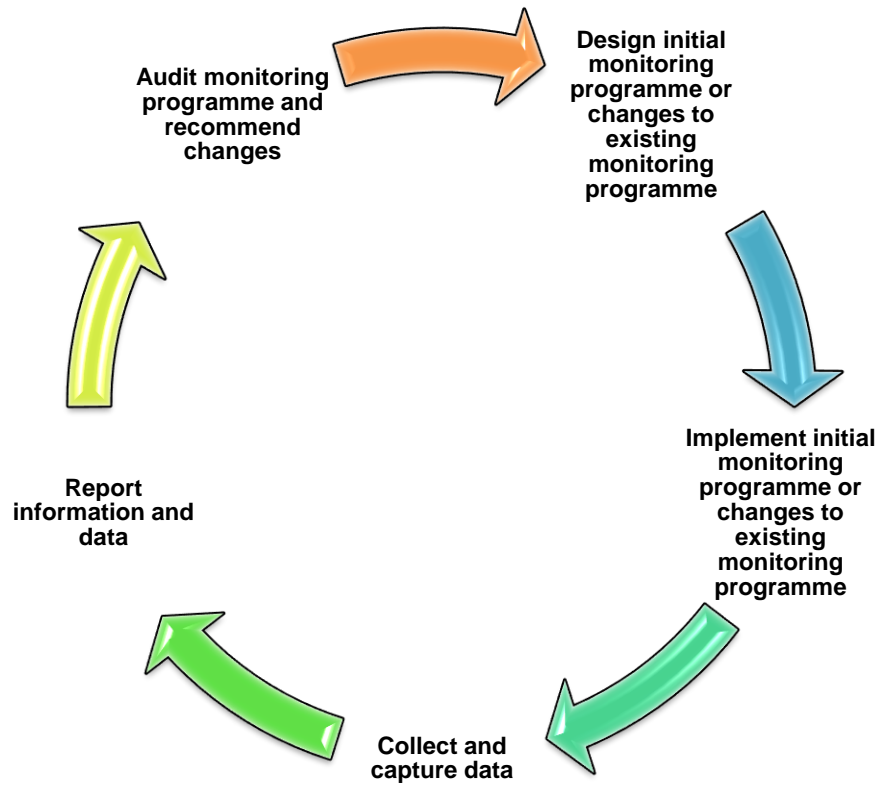 Audit monitoring
programme and
recommend
changes
Design initial
monitoring
programme or
changes to
existing
monitoring
programme
Implement initial
monitoring
programme or
changes to
existing
monitoring
programme
Collect and
capture data
Report
information and
data